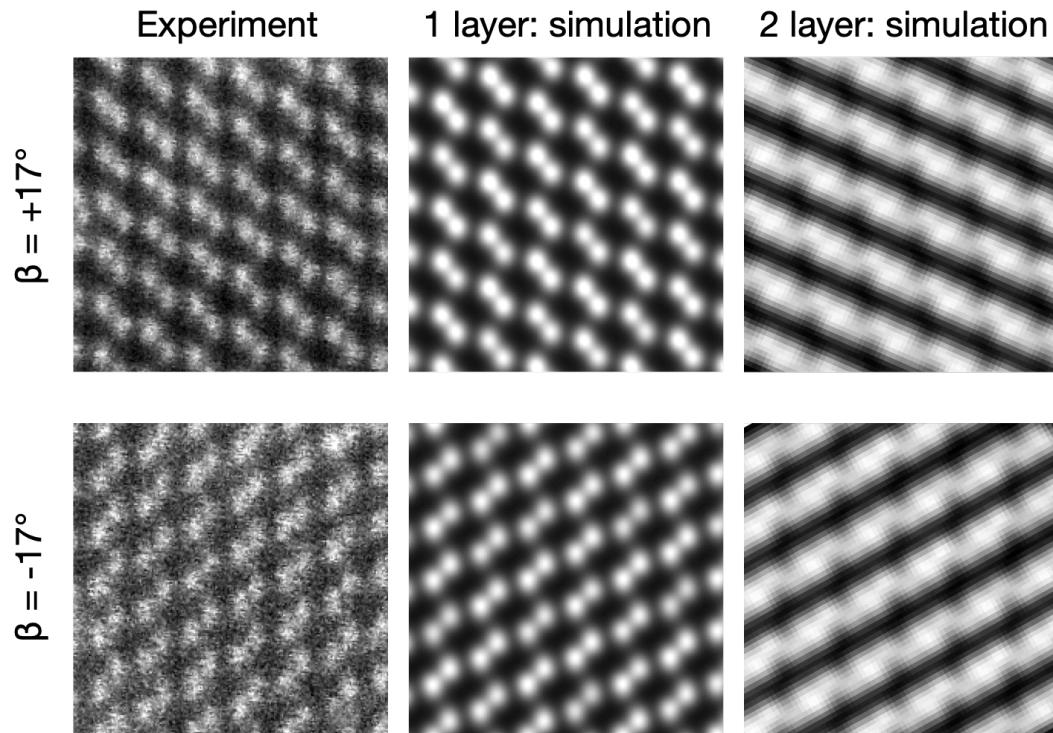 Experiment
1 layer: simulation
2 layer: simulation
β = +17°
β = -17°